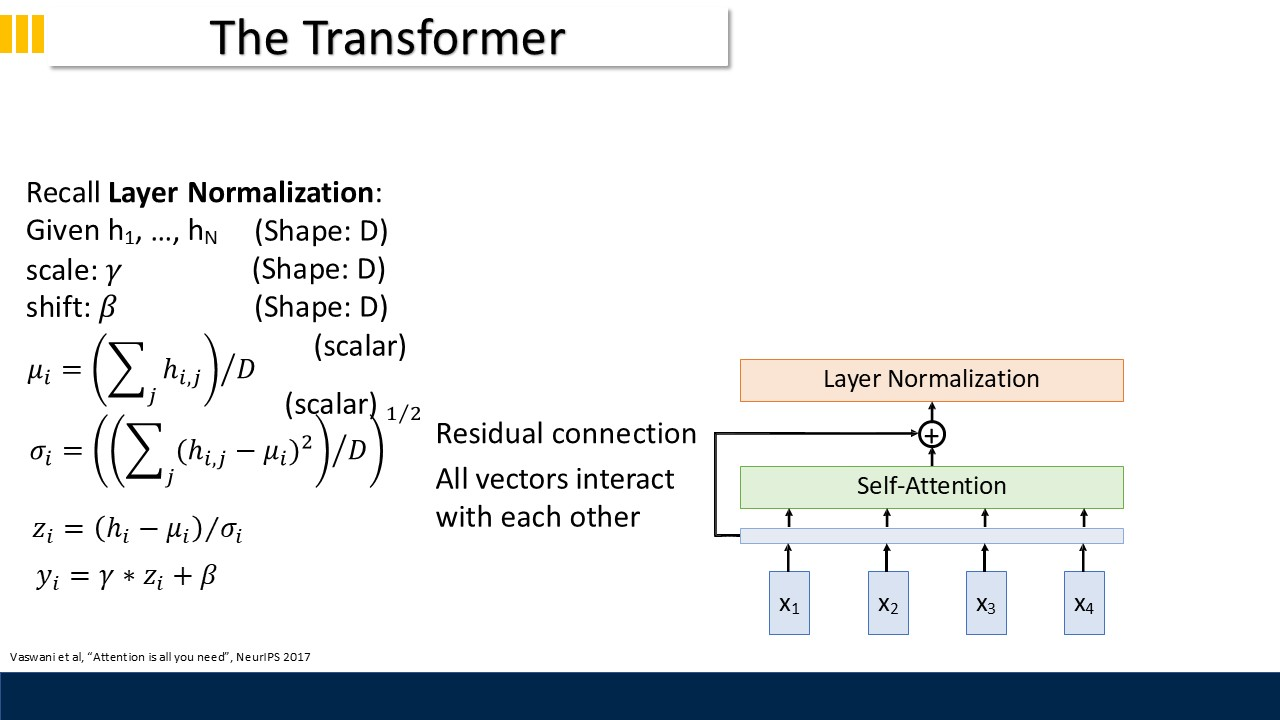 The Transformer
Recall Layer Normalization:
Given h₁, …, h_N (Shape: D)
scale: 𝛾 (Shape: D)
shift: 𝛽 (Shape: D)
𝜇ᵢ = (∑ⱼ hᵢ,ⱼ)/D (scalar)
𝜎ᵢ = ((∑ⱼ(hᵢ,ⱼ − 𝜇ᵢ)²)/D)^1/2 (scalar)
zᵢ = (hᵢ − 𝜇ᵢ)/𝜎ᵢ
yᵢ = 𝛾 ∗ zᵢ + 𝛽
Residual connection
All vectors interact
with each other
Layer Normalization
+
Self-Attention
x₁ x₂ x₃ x₄
Vaswani et al, “Attention is all you need”, NeurIPS 2017